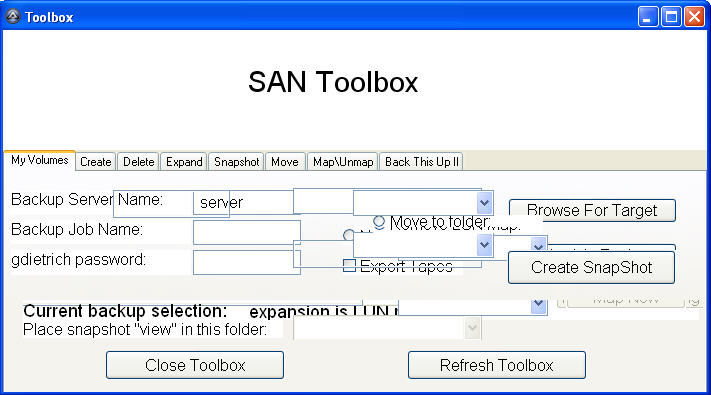 Toolbox
SAN Toolbox
My Volumes Create Delete Expand Snapshot Move Map\Unmap Back This Up II
Backup Server Name: server
Browse For Target
Move to folder:
Backup Job Name:
gdietrich password:
Export Tapes
Create SnapShot
Current backup selection: expansion is LUN
Map Now
Place snapshot "view" in this folder:
Close Toolbox Refresh Toolbox